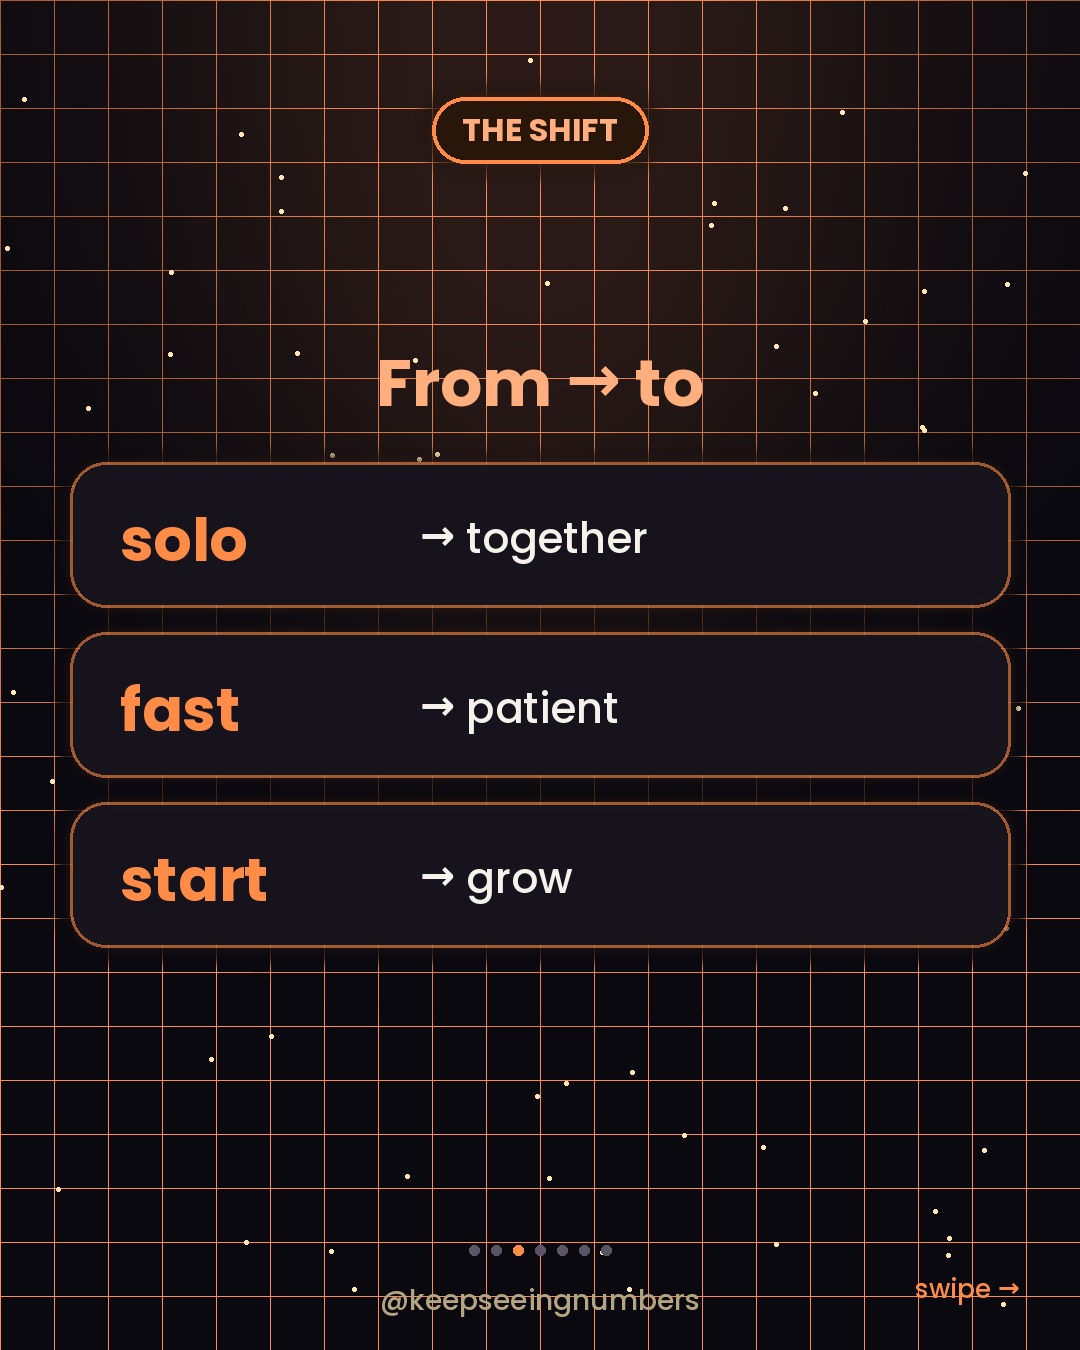 THE SHIFT
From → to
solo → together
fast → patient
start → grow
@keepseeingnumbers
swipe →